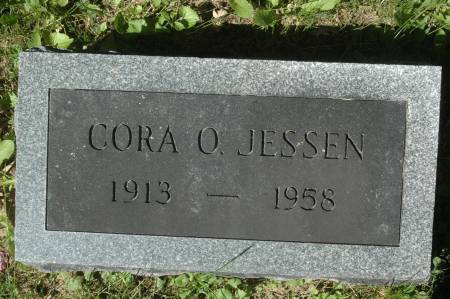 CORA O. JESSEN
1913 — 1958